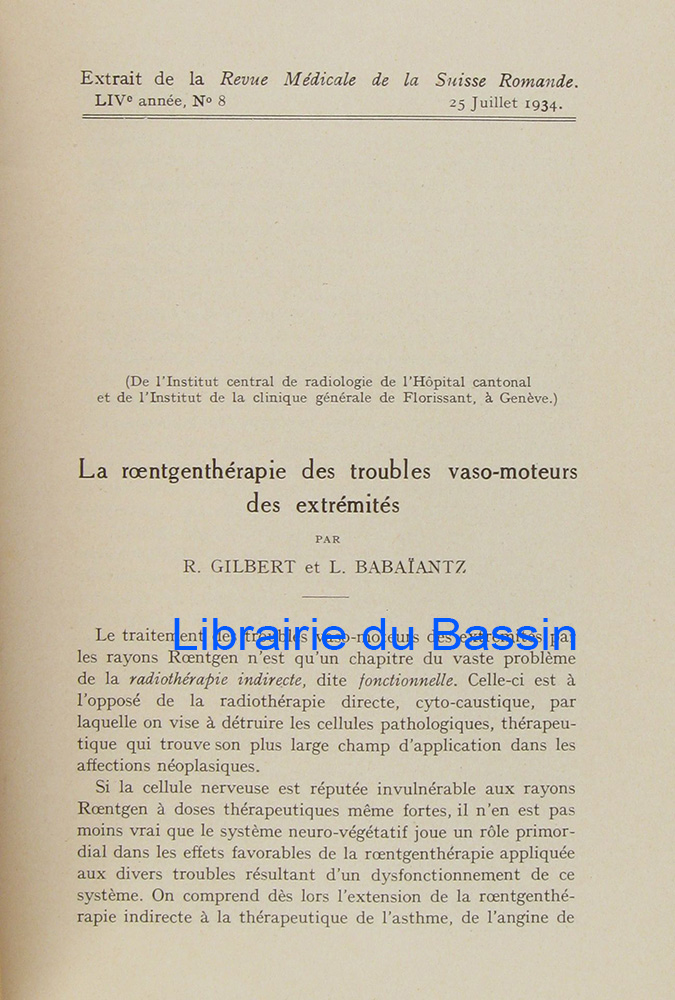 Extrait de la Revue Médicale de la Suisse Romande.
LIVe année, No 8 25 Juillet 1934.
(De l'Institut central de radiologie de l'Hôpital cantonal
et de l'Institut de la clinique générale de Florissant, à Genève.)
La rœntgenthérapie des troubles vaso-moteurs
des extrémités
PAR
R. GILBERT et L. BABAÏANTZ
Librairie du Bassin
Le traitement des troubles vaso-moteurs des extrémités par
les rayons Rœntgen n'est qu'un chapitre du vaste problème
de la radiothérapie indirecte, dite fonctionnelle. Celle-ci est à
l'opposé de la radiothérapie directe, cyto-caustique, par
laquelle on vise à détruire les cellules pathologiques, thérapeu-
tique qui trouve son plus large champ d'application dans les
affections néoplasiques.
Si la cellule nerveuse est réputée invulnérable aux rayons
Rœntgen à doses thérapeutiques même fortes, il n'en est pas
moins vrai que le système neuro-végétatif joue un rôle primor-
dial dans les effets favorables de la rœntgenthérapie appliquée
aux divers troubles résultant d'un dysfonctionnement de ce
système. On comprend dès lors l'extension de la rœntgenthé-
rapie indirecte à la thérapeutique de l'asthme, de l'angine de